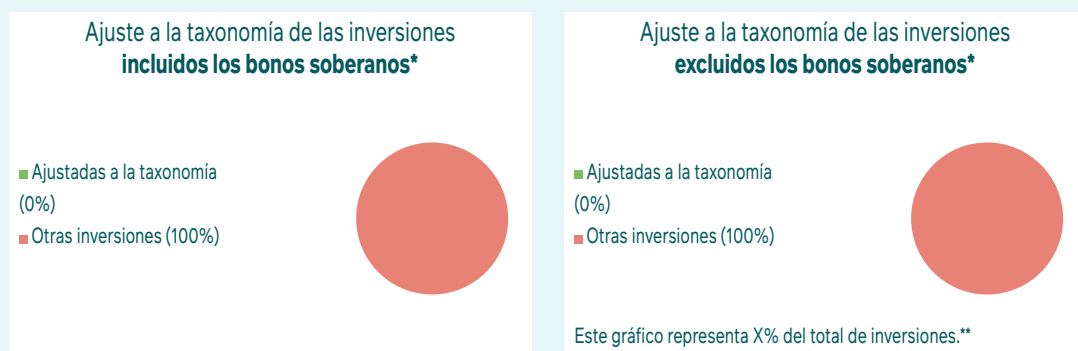 Ajuste a la taxonomía de las inversiones
incluidos los bonos soberanos*
Ajustadas a la taxonomía
(0%)
Otras inversiones (100%)
Ajuste a la taxonomía de las inversiones
excluidos los bonos soberanos*
Ajustadas a la taxonomía
(0%)
Otras inversiones (100%)
Este gráfico representa X% del total de inversiones.**